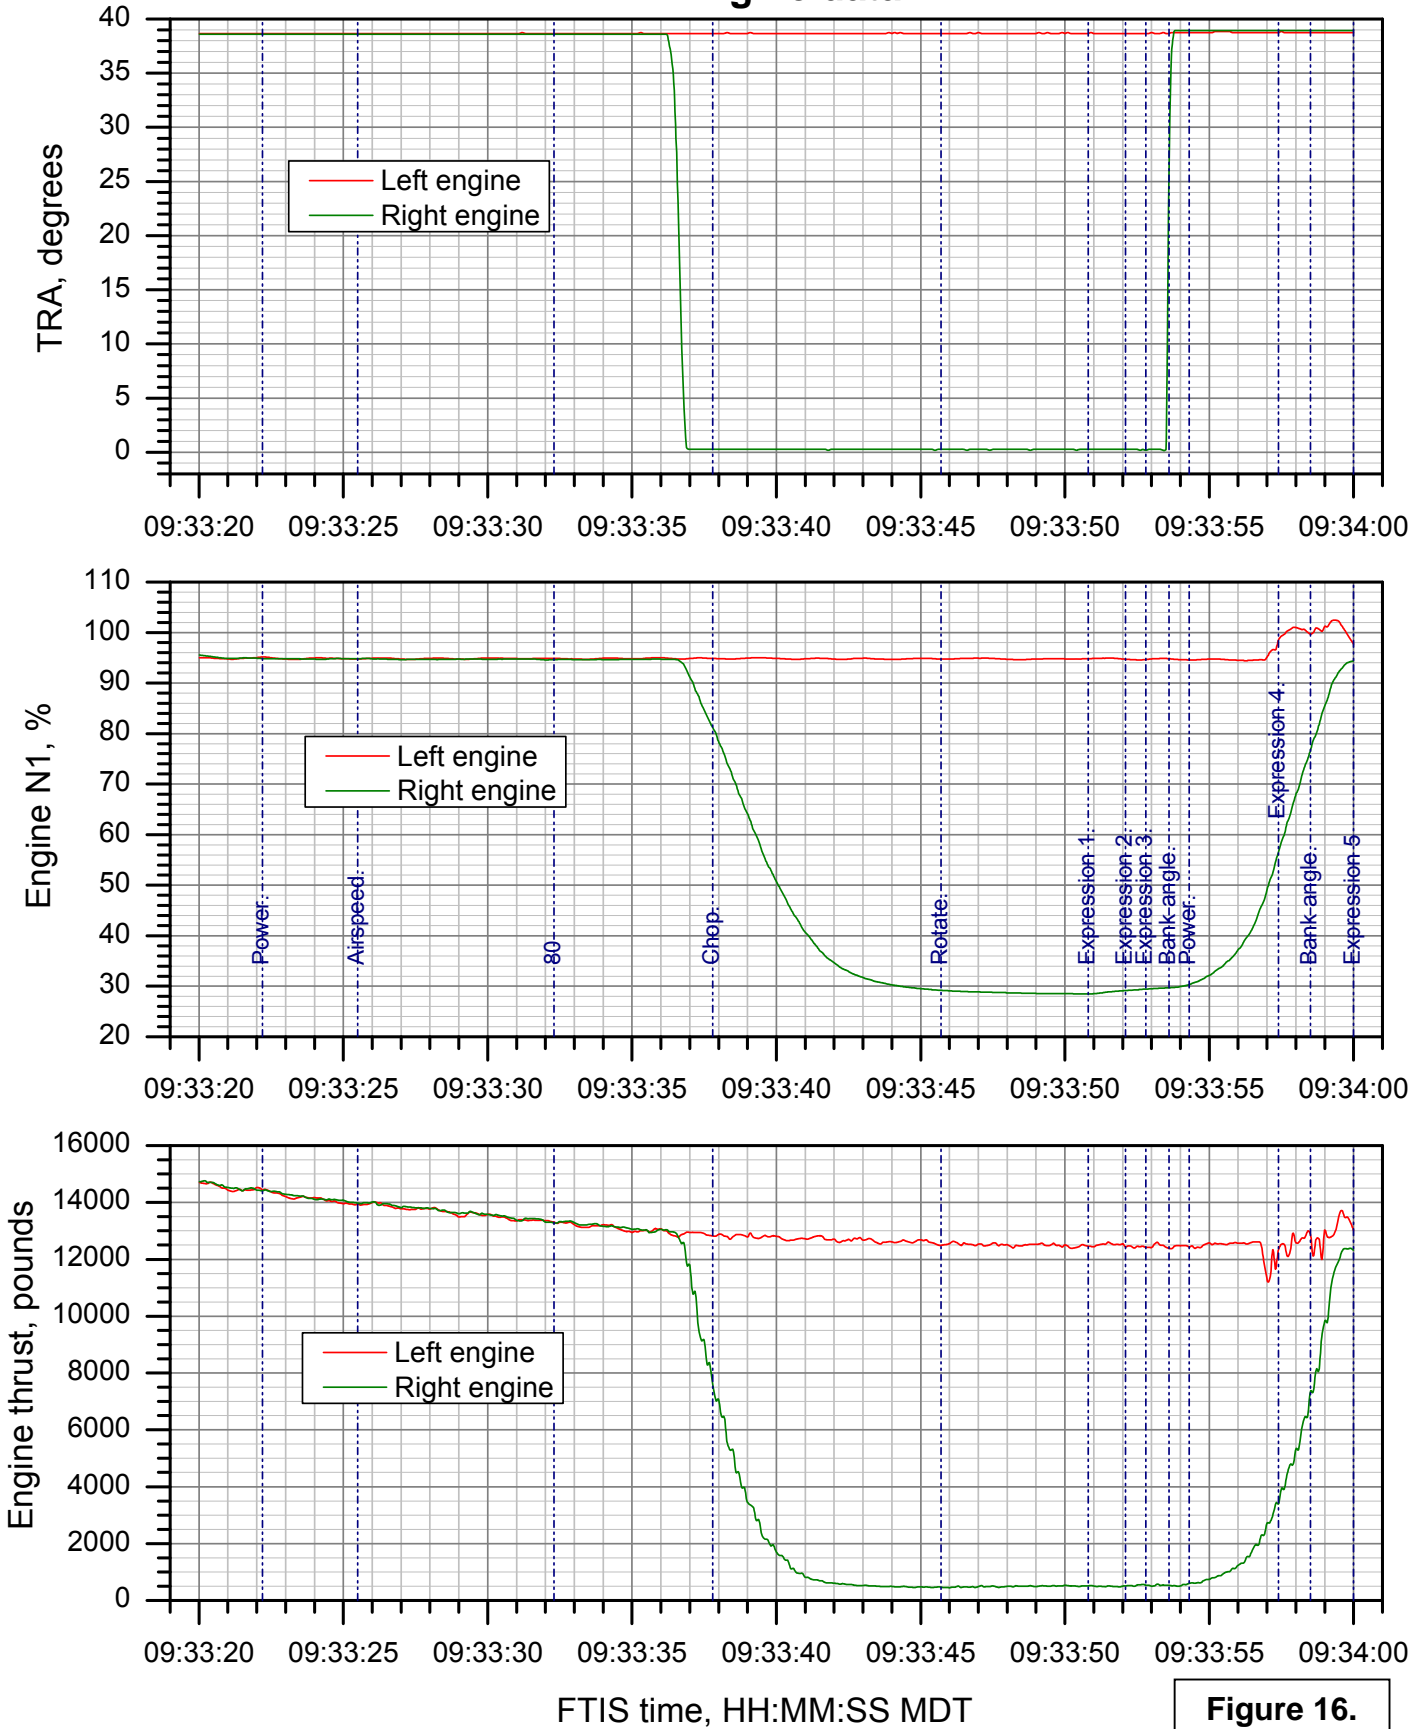 40
35
30
25
20
15
10
5
0
TRA, degrees
Left engine
Right engine
09:33:20 09:33:25 09:33:30 09:33:35 09:33:40 09:33:45 09:33:50 09:33:55 09:34:00
110
100
90
80
70
60
50
40
30
20
Engine N1, %
Left engine
Right engine
Power.
Airspeed.
80
Chop.
Rotate.
Expression 1.
Expression 2.
Expression 3.
Bank angle.
Power.
Expression 4.
Bank angle.
Expression 5
09:33:20 09:33:25 09:33:30 09:33:35 09:33:40 09:33:45 09:33:50 09:33:55 09:34:00
16000
14000
12000
10000
8000
6000
4000
2000
0
Engine thrust, pounds
Left engine
Right engine
09:33:20 09:33:25 09:33:30 09:33:35 09:33:40 09:33:45 09:33:50 09:33:55 09:34:00
FTIS time, HH:MM:SS MDT
Figure 16.